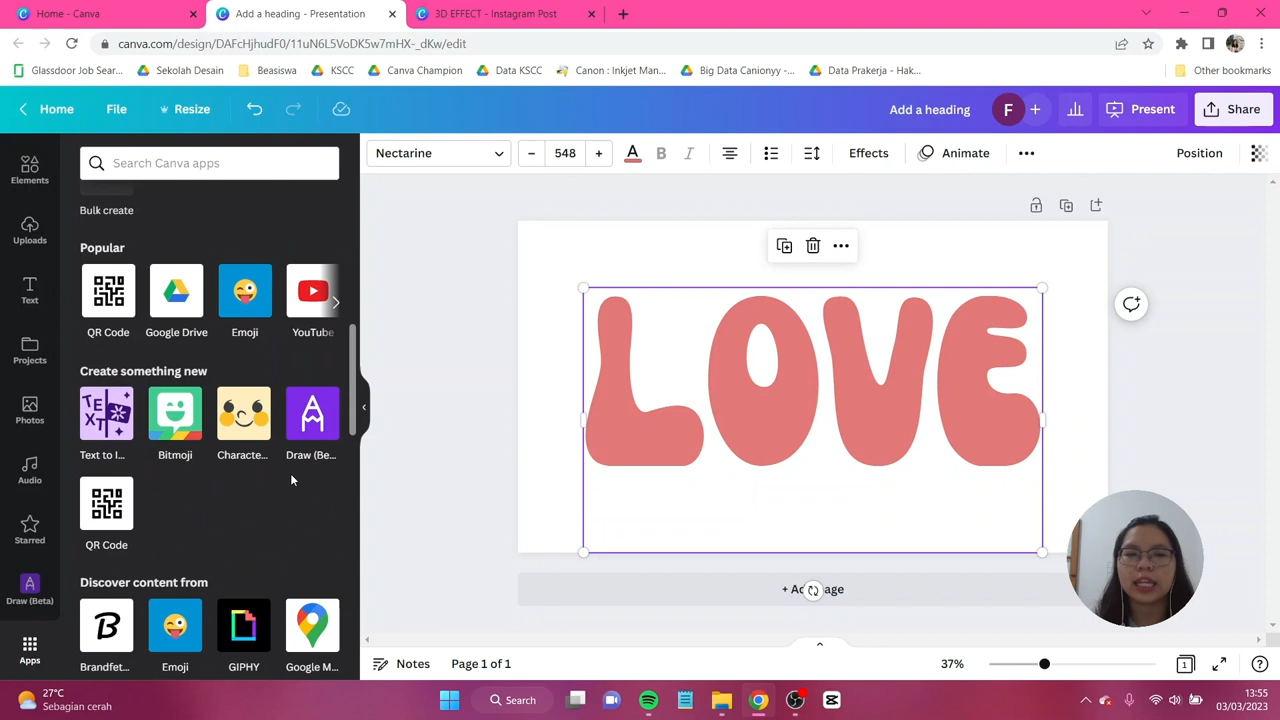 Home - Canva
Add a heading - Presentation
3D EFFECT - Instagram Post
canva.com/design/DAFcHjhudF0/11uN6L5VoDK5w7mHX-_dKw/edit
Glassdoor Job Sear...
Sekolah Desain
Beasiswa
KSCC
Canva Champion
Data KSCC
Canon : Inkjet Man...
Big Data Canionyy -...
Data Prakerja - Hak...
Other bookmarks
Home
File
Resize
Add a heading
F
Present
Share
Elements
Uploads
Text
Projects
Photos
Audio
Starred
Draw (Beta)
Apps
Search Canva apps
Bulk create
Popular
QR Code
Google Drive
Emoji
YouTube
Create something new
TEXT
Text to I...
Bitmoji
Characte...
Draw (Be...
QR Code
Discover content from
B
Brandfet...
Emoji
GIPHY
Google M...
Nectarine
548
A
B
I
Effects
Animate
Position
LOVE
Notes
Page 1 of 1
37%
1
27°C
Sebagian cerah
Search
13:55
03/03/2023